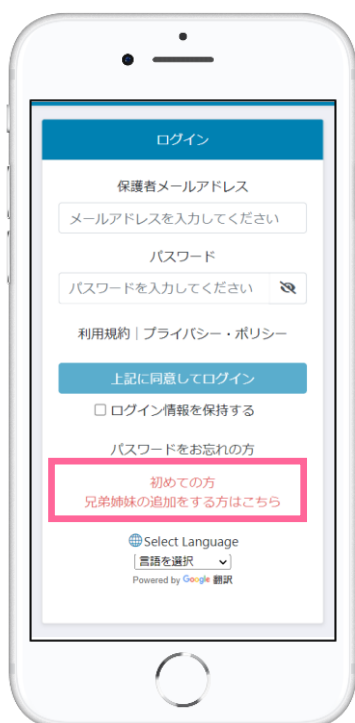 ログイン
保護者メールアドレス
メールアドレスを入力してください
パスワード
パスワードを入力してください
利用規約｜プライバシー・ポリシー
上記に同意してログイン
ログイン情報を保持する
パスワードをお忘れの方
初めての方
兄弟姉妹の追加をする方はこちら
Select Language
言語を選択
Powered by Google 翻訳